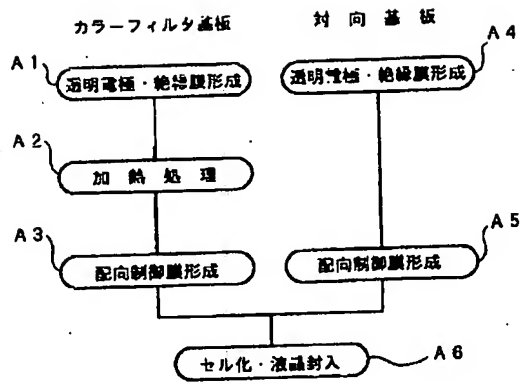 カラーフィルタ基板
対向基板
A1
透明電極・絶縁膜形成
A4
透明電極・絶縁膜形成
A2
加熱処理
A3
配向制御膜形成
A5
配向制御膜形成
セル化・液晶封入
A6